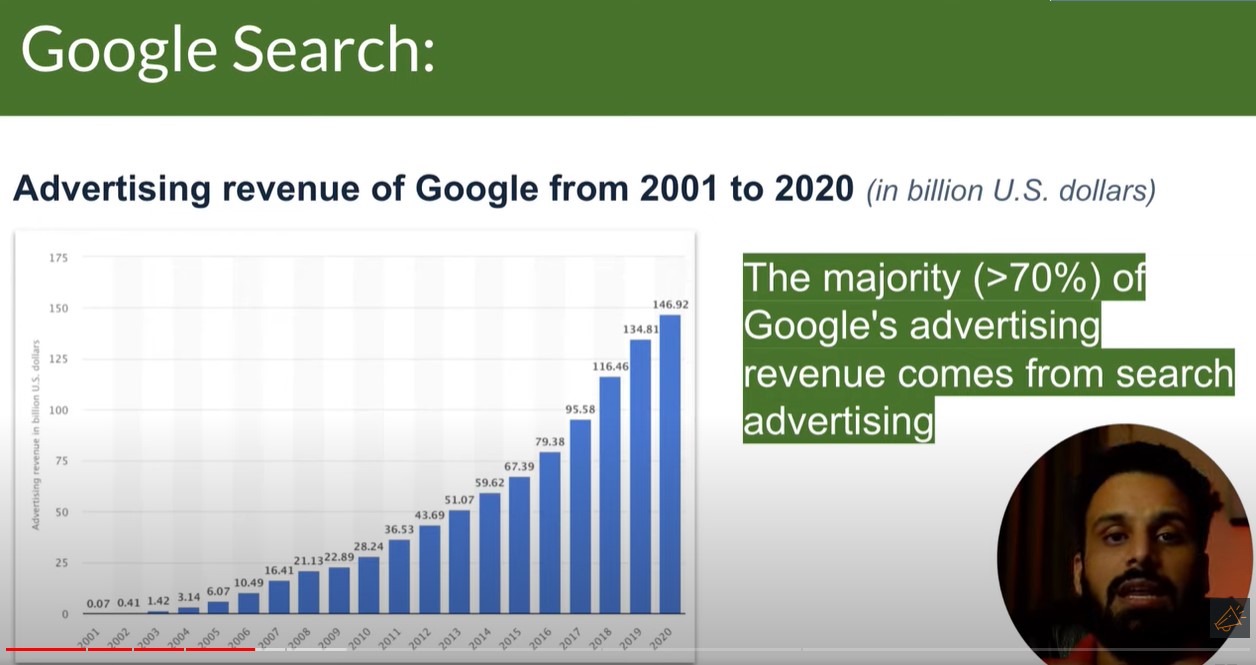 Google Search:
Advertising revenue of Google from 2001 to 2020 (in billion U.S. dollars)
Advertising revenue in billion U.S. dollars
175
150
125
100
75
50
25
0
0.07 0.41 1.42 3.14 6.07 10.49 16.41 21.13 22.89 28.24 36.53 43.69 51.07 59.62 67.39 79.38 95.58 116.46 134.81 146.92
2001 2002 2003 2004 2005 2006 2007 2008 2009 2010 2011 2012 2013 2014 2015 2016 2017 2018 2019 2020
The majority (>70%) of
Google's advertising
revenue comes from search
advertising